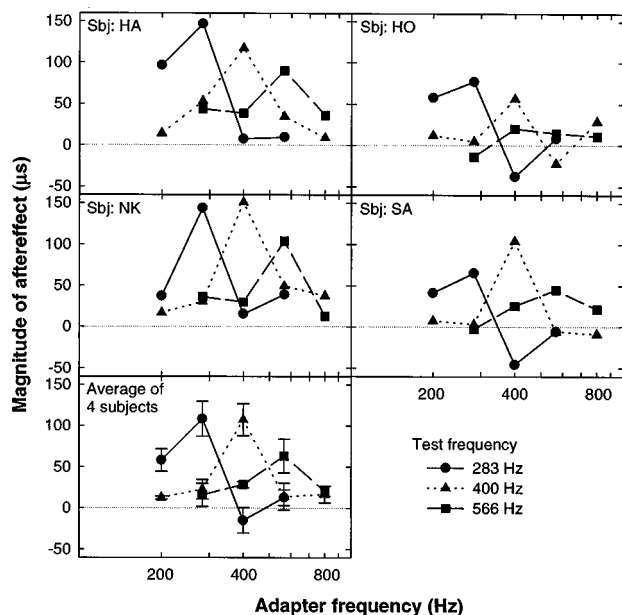 Sbj: HA
Sbj: HO
150
100
50
0
-50
Sbj: NK
Sbj: SA
150
100
50
0
-50
200
400
800
Average of
4 subjects
150
100
50
0
-50
200
400
800
Test frequency
283 Hz
400 Hz
566 Hz
Magnitude of aftereffect (µs)
Adapter frequency (Hz)